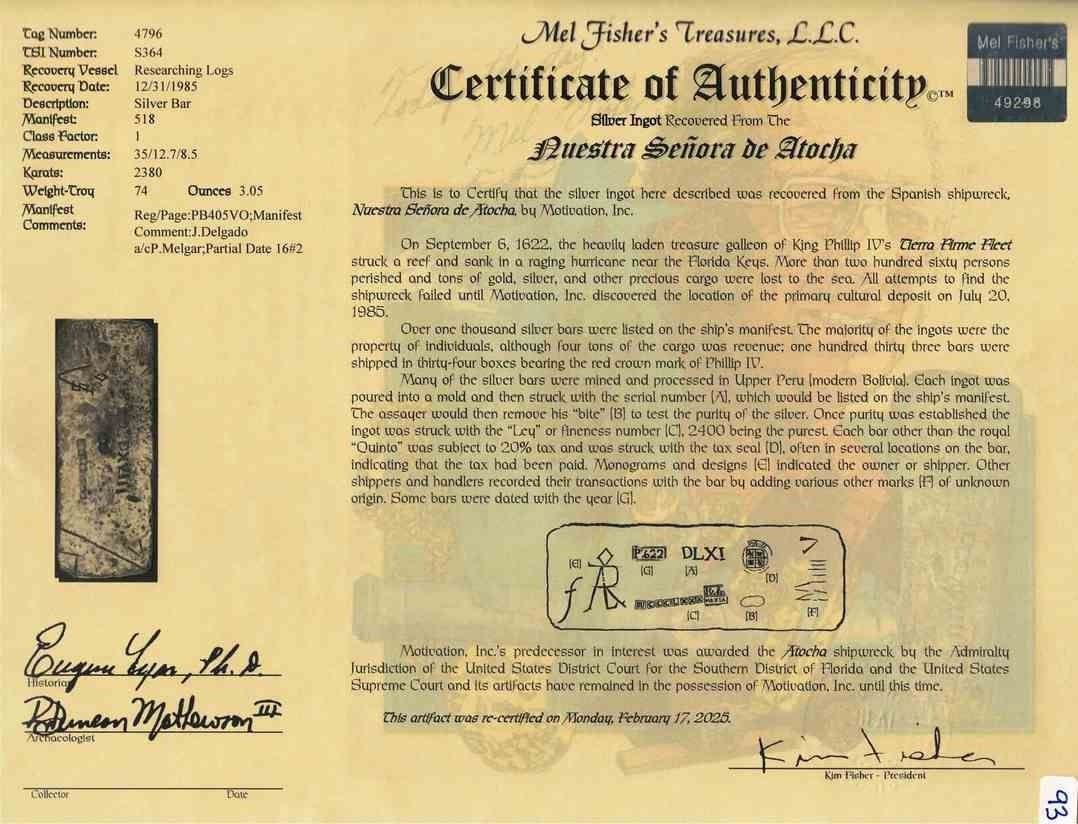 Mel Fisher's Treasures, L.L.C.
Certificate of Authenticity©™
Silver Ingot Recovered From The
Nuestra Señora de Atocha
Mel Fisher's
49298
Tag Number: 4796
TSI Number: S364
Recovery Vessel Researching Logs
Recovery Date: 12/31/1985
Description: Silver Bar
Manifest: 518
Class Factor: 1
Measurements: 35/12.7/8.5
Karats: 2380
Weight-Troy 74 Ounces 3.05
Manifest Comments: Reg/Page:PB405VO;Manifest
Comment:J.Delgado
a/cP.Melgar;Partial Date 16#2
This is to Certify that the silver ingot here described was recovered from the Spanish shipwreck,
Nuestra Señora de Atocha, by Motivation, Inc.
On September 6, 1622, the heavily laden treasure galleon of King Phillip IV's Tierra Firme Fleet
struck a reef and sank in a raging hurricane near the Florida Keys. More than two hundred sixty persons
perished and tons of gold, silver, and other precious cargo were lost to the sea. All attempts to find the
shipwreck failed until Motivation, Inc. discovered the location of the primary cultural deposit on July 20,
1985.
Over one thousand silver bars were listed on the ship's manifest. The majority of the ingots were the
property of individuals, although four tons of the cargo was revenue; one hundred thirty three bars were
shipped in thirty-four boxes bearing the red crown mark of Phillip IV.
Many of the silver bars were mined and processed in Upper Peru (modern Bolivia). Each ingot was
poured into a mold and then struck with the serial number (A), which would be listed on the ship's manifest.
The assayer would then remove his "bite" (B) to test the purity of the silver. Once purity was established the
ingot was struck with the "Ley" or fineness number (C), 2400 being the purest. Each bar other than the royal
"Quinto" was subject to 20% tax and was struck with the tax seal (D), often in several locations on the bar,
indicating that the tax had been paid. Monograms and designs (E) indicated the owner or shipper. Other
shippers and handlers recorded their transactions with the bar by adding various other marks (F) of unknown
origin. Some bars were dated with the year (G).
(E) P622 (G) DLXI (A) (D)
(C) (B) (F)
Motivation, Inc.'s predecessor in interest was awarded the Atocha shipwreck by the Admiralty
Jurisdiction of the United States District Court for the Southern District of Florida and the United States
Supreme Court and its artifacts have remained in the possession of Motivation, Inc. until this time.
This artifact was re-certified on Monday, February 17, 2025.
Eugene Lyon, Ph.D.
Historian
R Duncan Mathewson III
Archaeologist
Collector Date
Kim Fisher
Kim Fisher - President
93